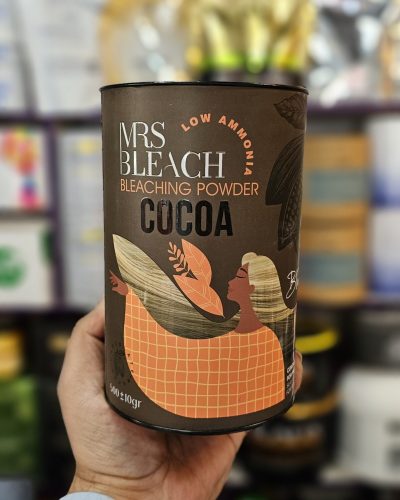 MRS
BLEACH
LOW AMMONIA
BLEACHING POWDER
COCOA
500±10gr